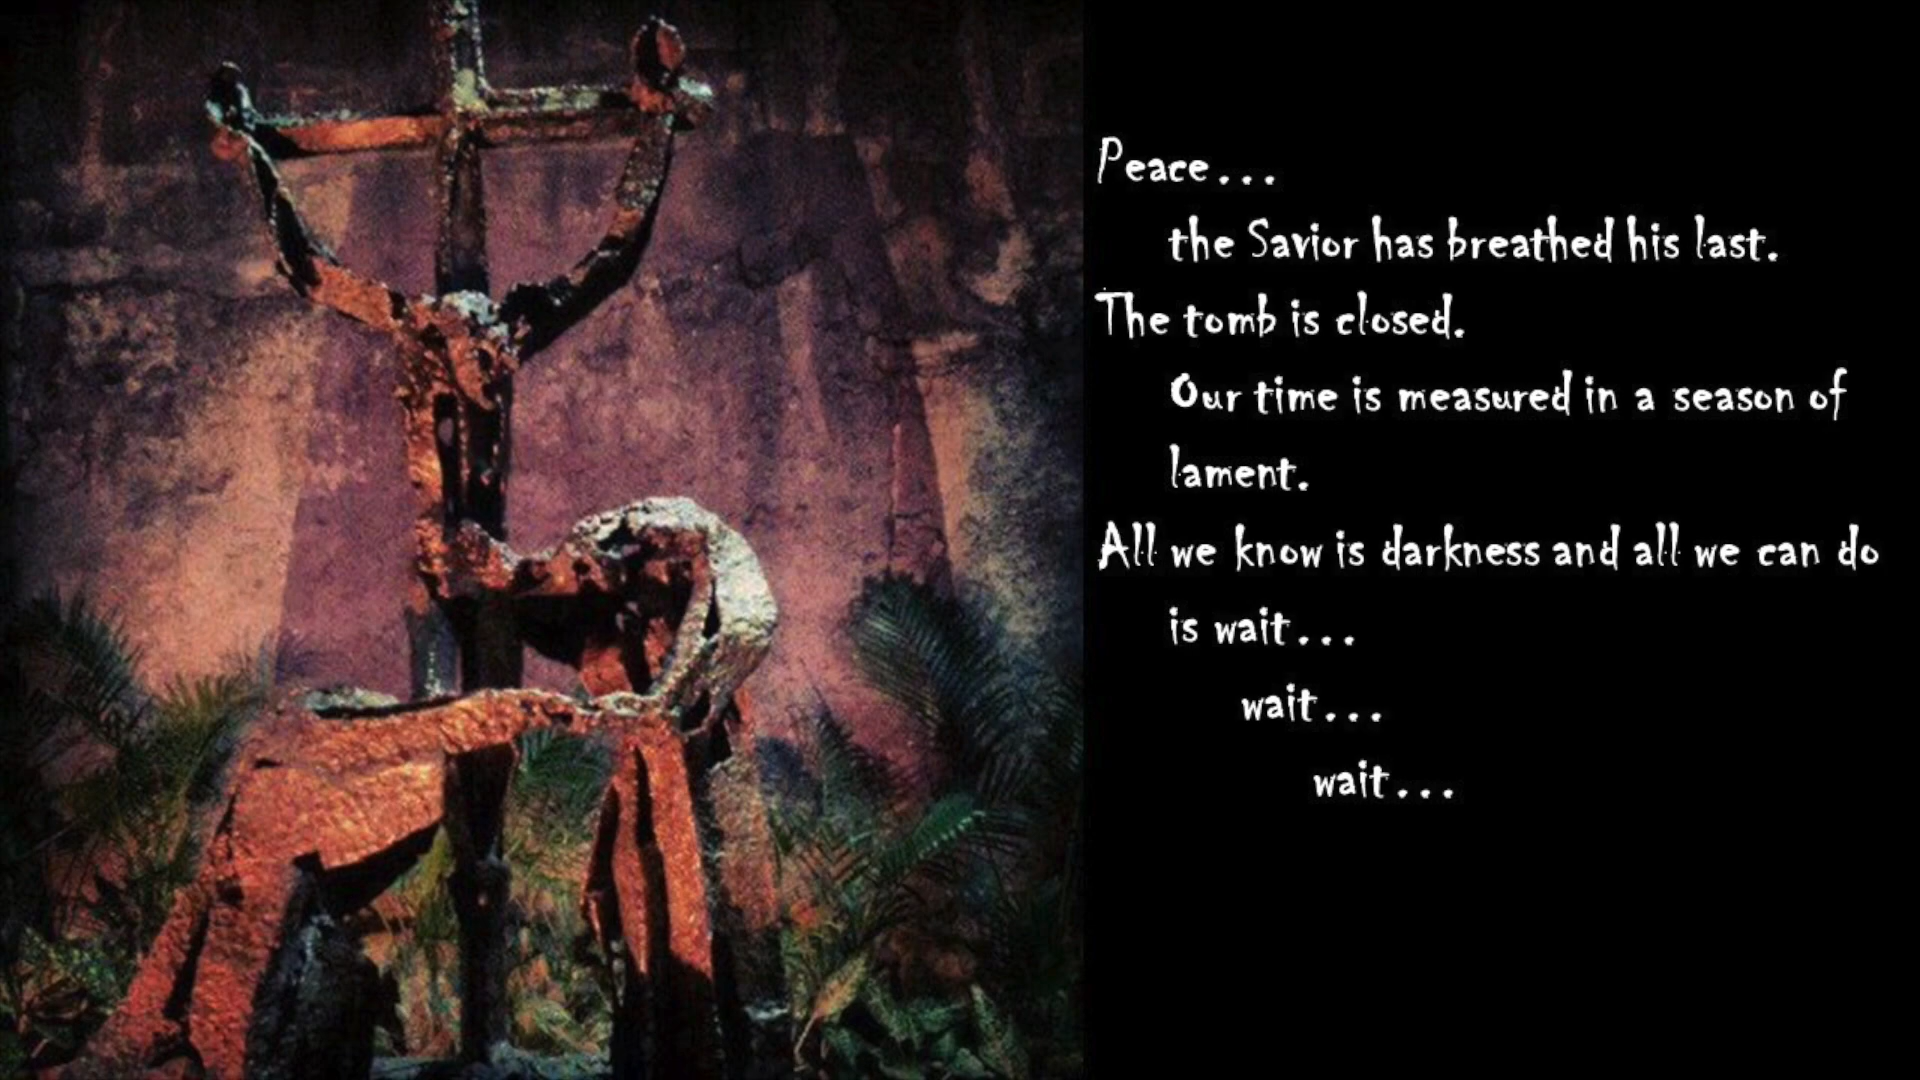 Peace...
the Savior has breathed his last.
The tomb is closed.
Our time is measured in a season of
lament.
All we know is darkness and all we can do
is wait...
wait...
wait...